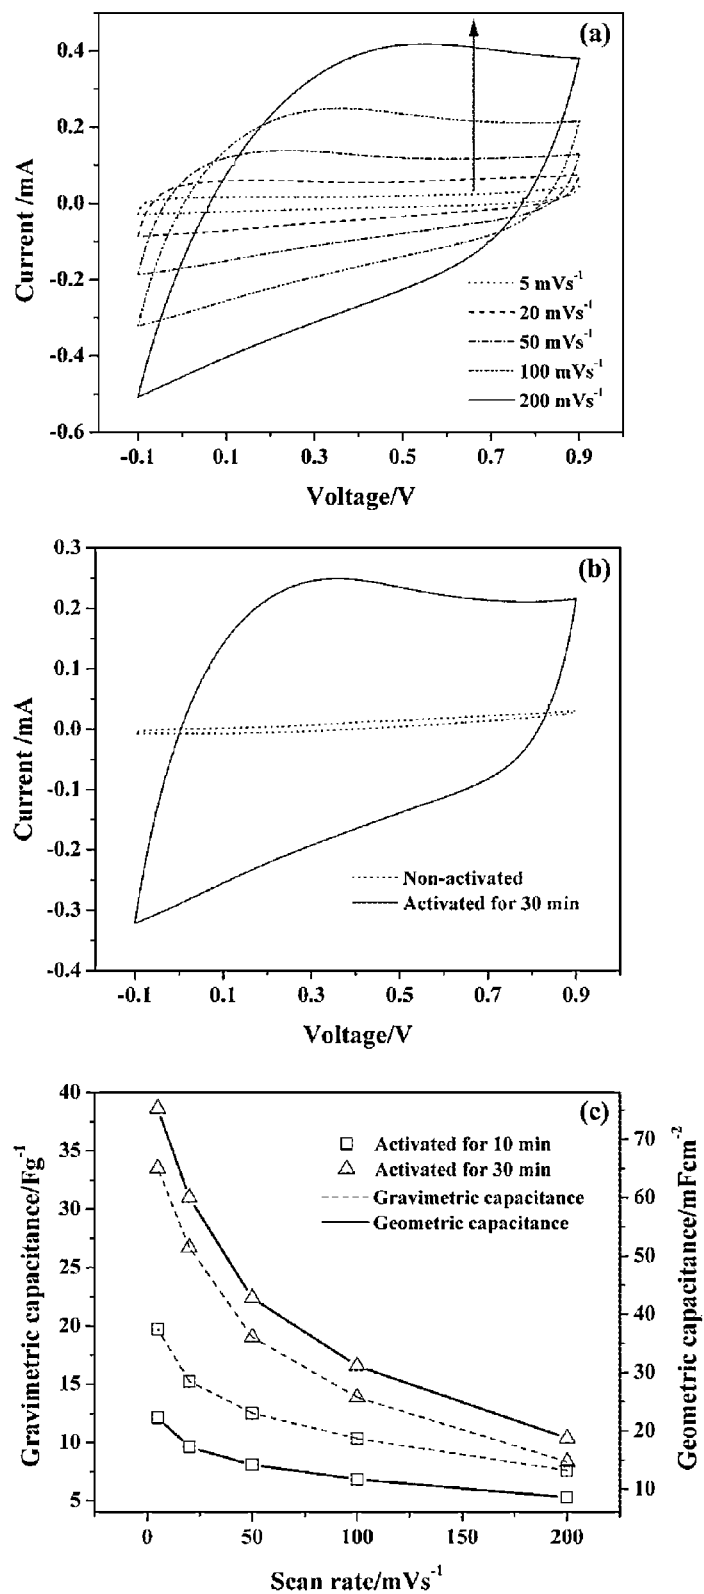 (a)
0.4
0.2
0.0
-0.2
-0.4
-0.6
Current /mA
5 mVs-1
20 mVs-1
50 mVs-1
100 mVs-1
200 mVs-1
-0.1 0.1 0.3 0.5 0.7 0.9
Voltage/V
(b)
0.3
0.2
0.1
0.0
-0.1
-0.2
-0.3
-0.4
Current /mA
Non-activated
Activated for 30 min
-0.1 0.1 0.3 0.5 0.7 0.9
Voltage/V
(c)
40
35
30
25
20
15
10
5
Gravimetric capacitance/Fg-1
Activated for 10 min
Activated for 30 min
Gravimetric capacitance
Geometric capacitance
70
60
50
40
30
20
10
Geometric capacitance/mFcm-2
0 50 100 150 200
Scan rate/mVs-1